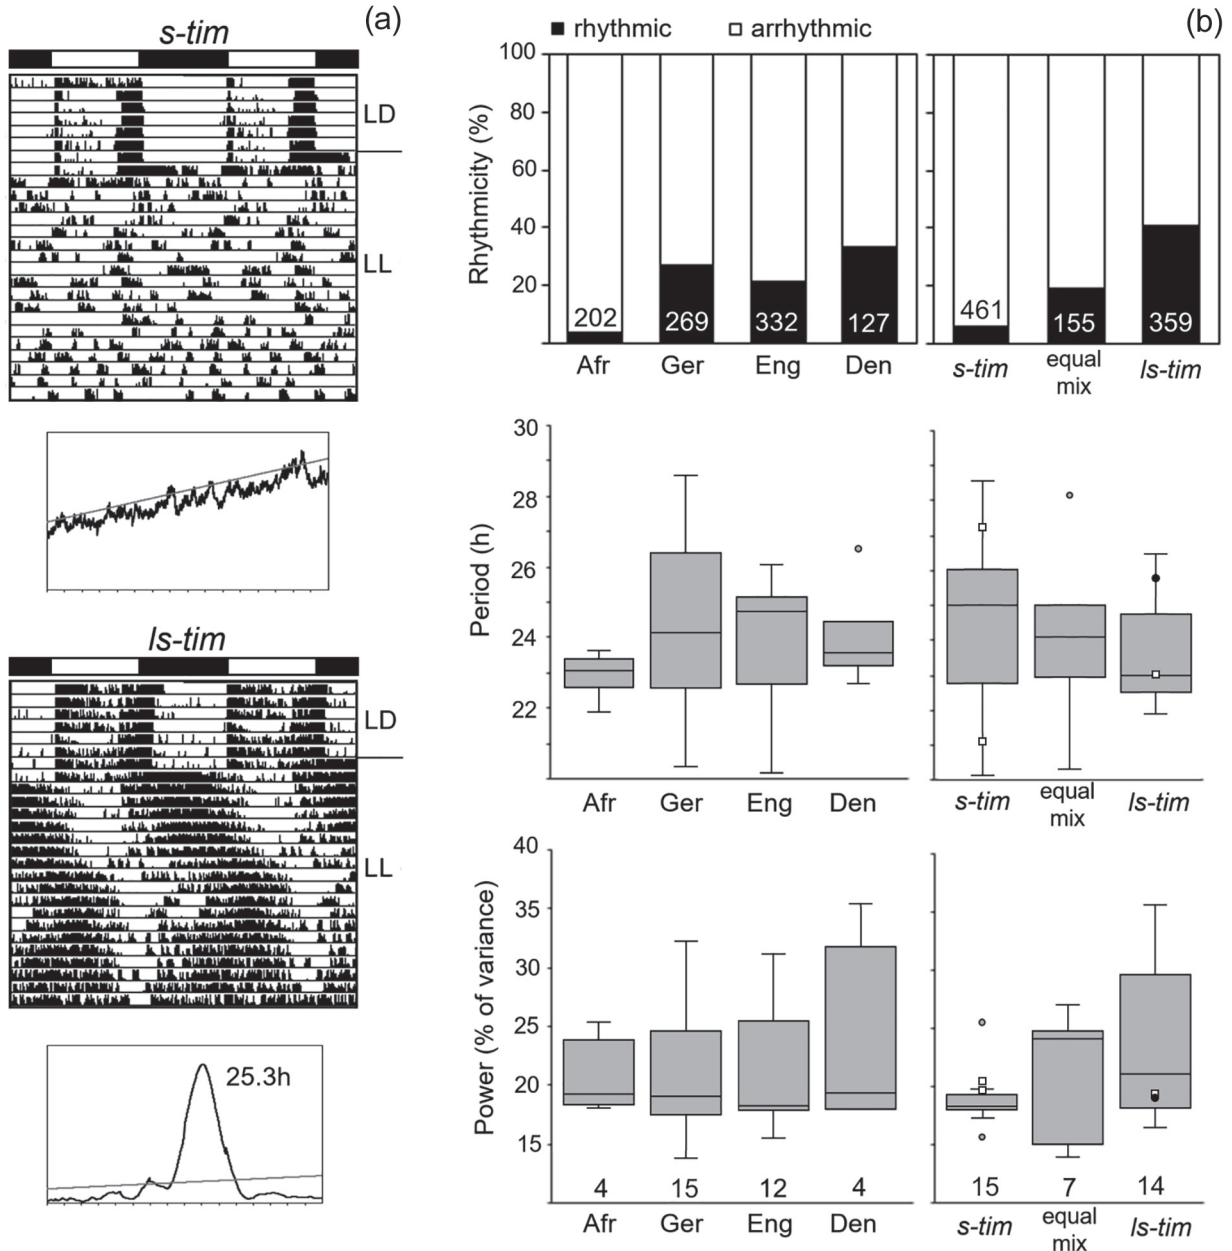 (a)
s-tim
LD
LL
ls-tim
LD
LL
25.3h
(b)
■ rhythmic □ arrhythmic
Rhythmicity (%)
100
80
60
40
20
202 269 332 127
Afr Ger Eng Den
461 155 359
s-tim equal mix ls-tim
Period (h)
30
28
26
24
22
Afr Ger Eng Den
s-tim equal mix ls-tim
Power (% of variance)
40
35
30
25
20
15
4 15 12 4
Afr Ger Eng Den
15 7 14
s-tim equal mix ls-tim